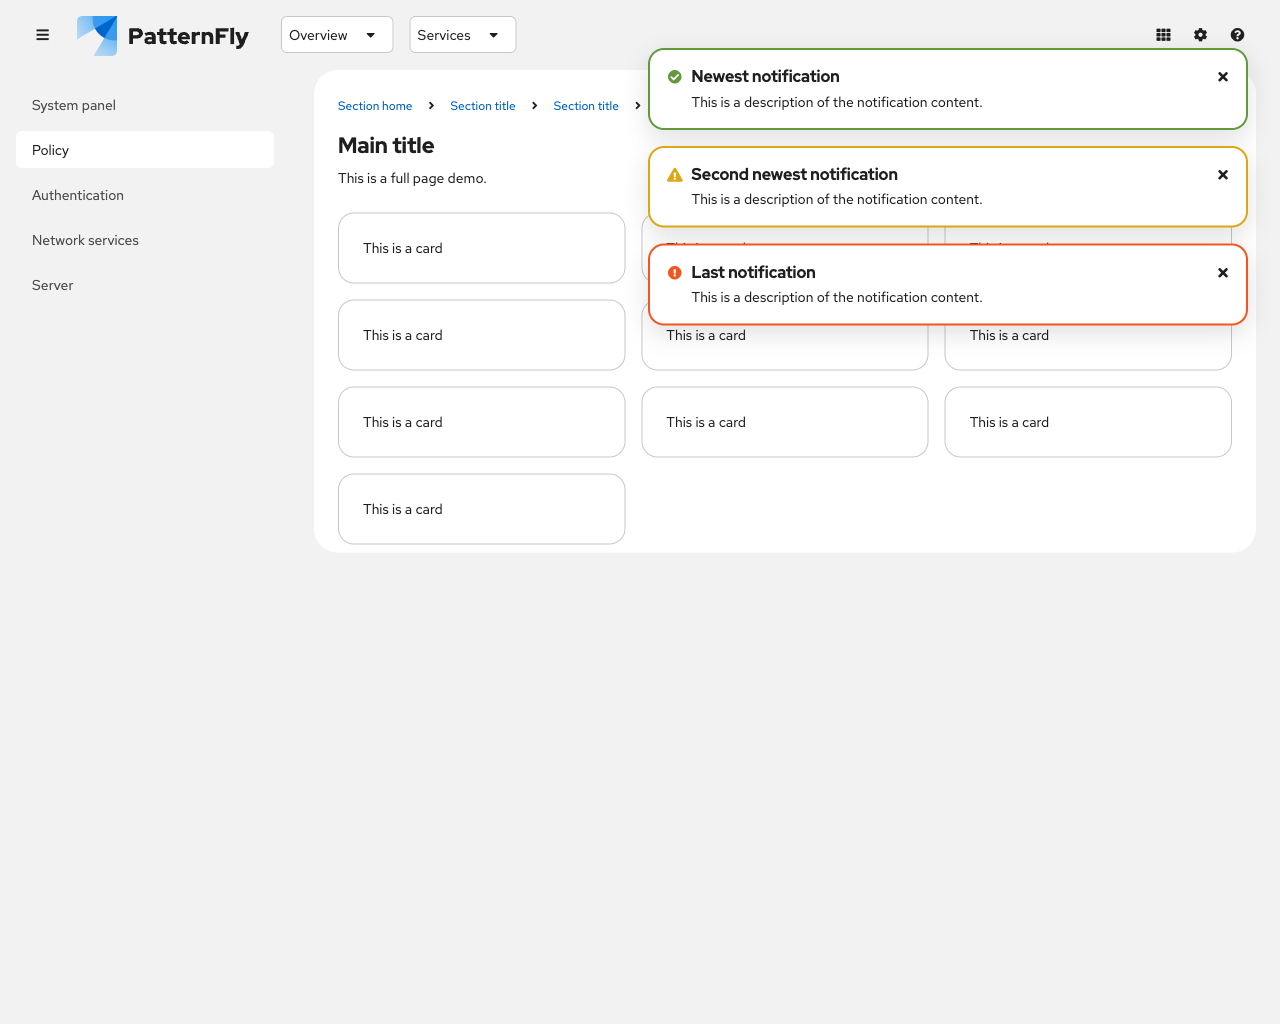 PatternFly
Overview
Services
System panel
Policy
Authentication
Network services
Server
Section home
Section title
Section title
Main title
This is a full page demo.
Newest notification
This is a description of the notification content.
Second newest notification
This is a description of the notification content.
Last notification
This is a description of the notification content.
This is a card
This is a card
This is a card
This is a card
This is a card
This is a card
This is a card
This is a card